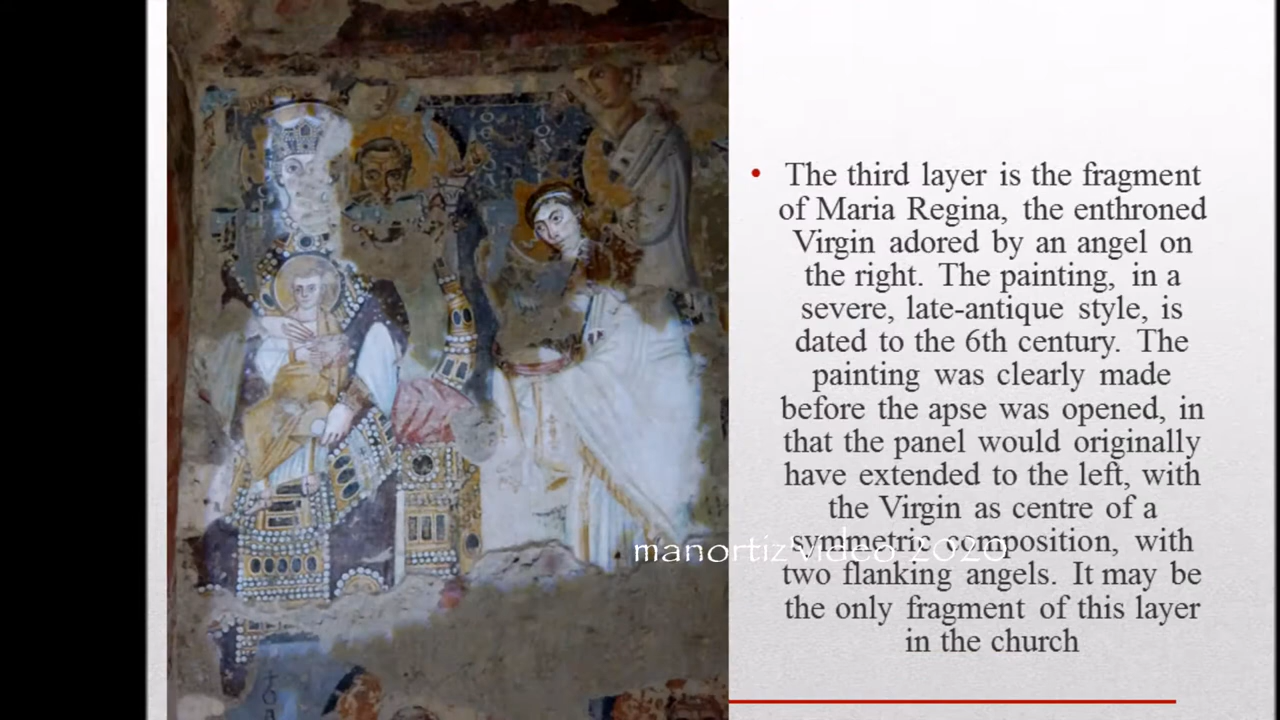 • The third layer is the fragment
of Maria Regina, the enthroned
Virgin adored by an angel on
the right. The painting, in a
severe, late-antique style, is
dated to the 6th century. The
painting was clearly made
before the apse was opened, in
that the panel would originally
have extended to the left, with
the Virgin as centre of a
symmetric composition, with
two flanking angels. It may be
the only fragment of this layer
in the church
manortiz video 2020